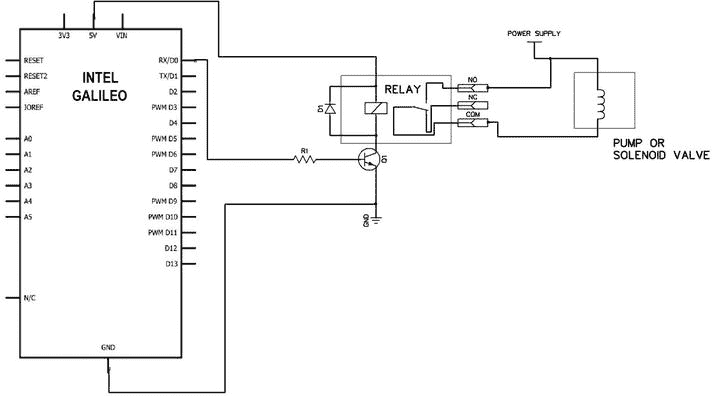 POWER SUPPLY
3V3
5V
VIN
RESET
RX/D0
RESET2
TX/D1
AREF
D2
IOREF
PWM D3
INTEL
GALILEO
D4
A0
PWM D5
A1
PWM D6
A2
D7
A3
D8
A4
PWM D9
A5
PWM D10
PWM D11
D12
D13
N/C
GND
R1
D1
RELAY
Q1
GND
NO
NC
COM
PUMP OR
SOLENOID VALVE